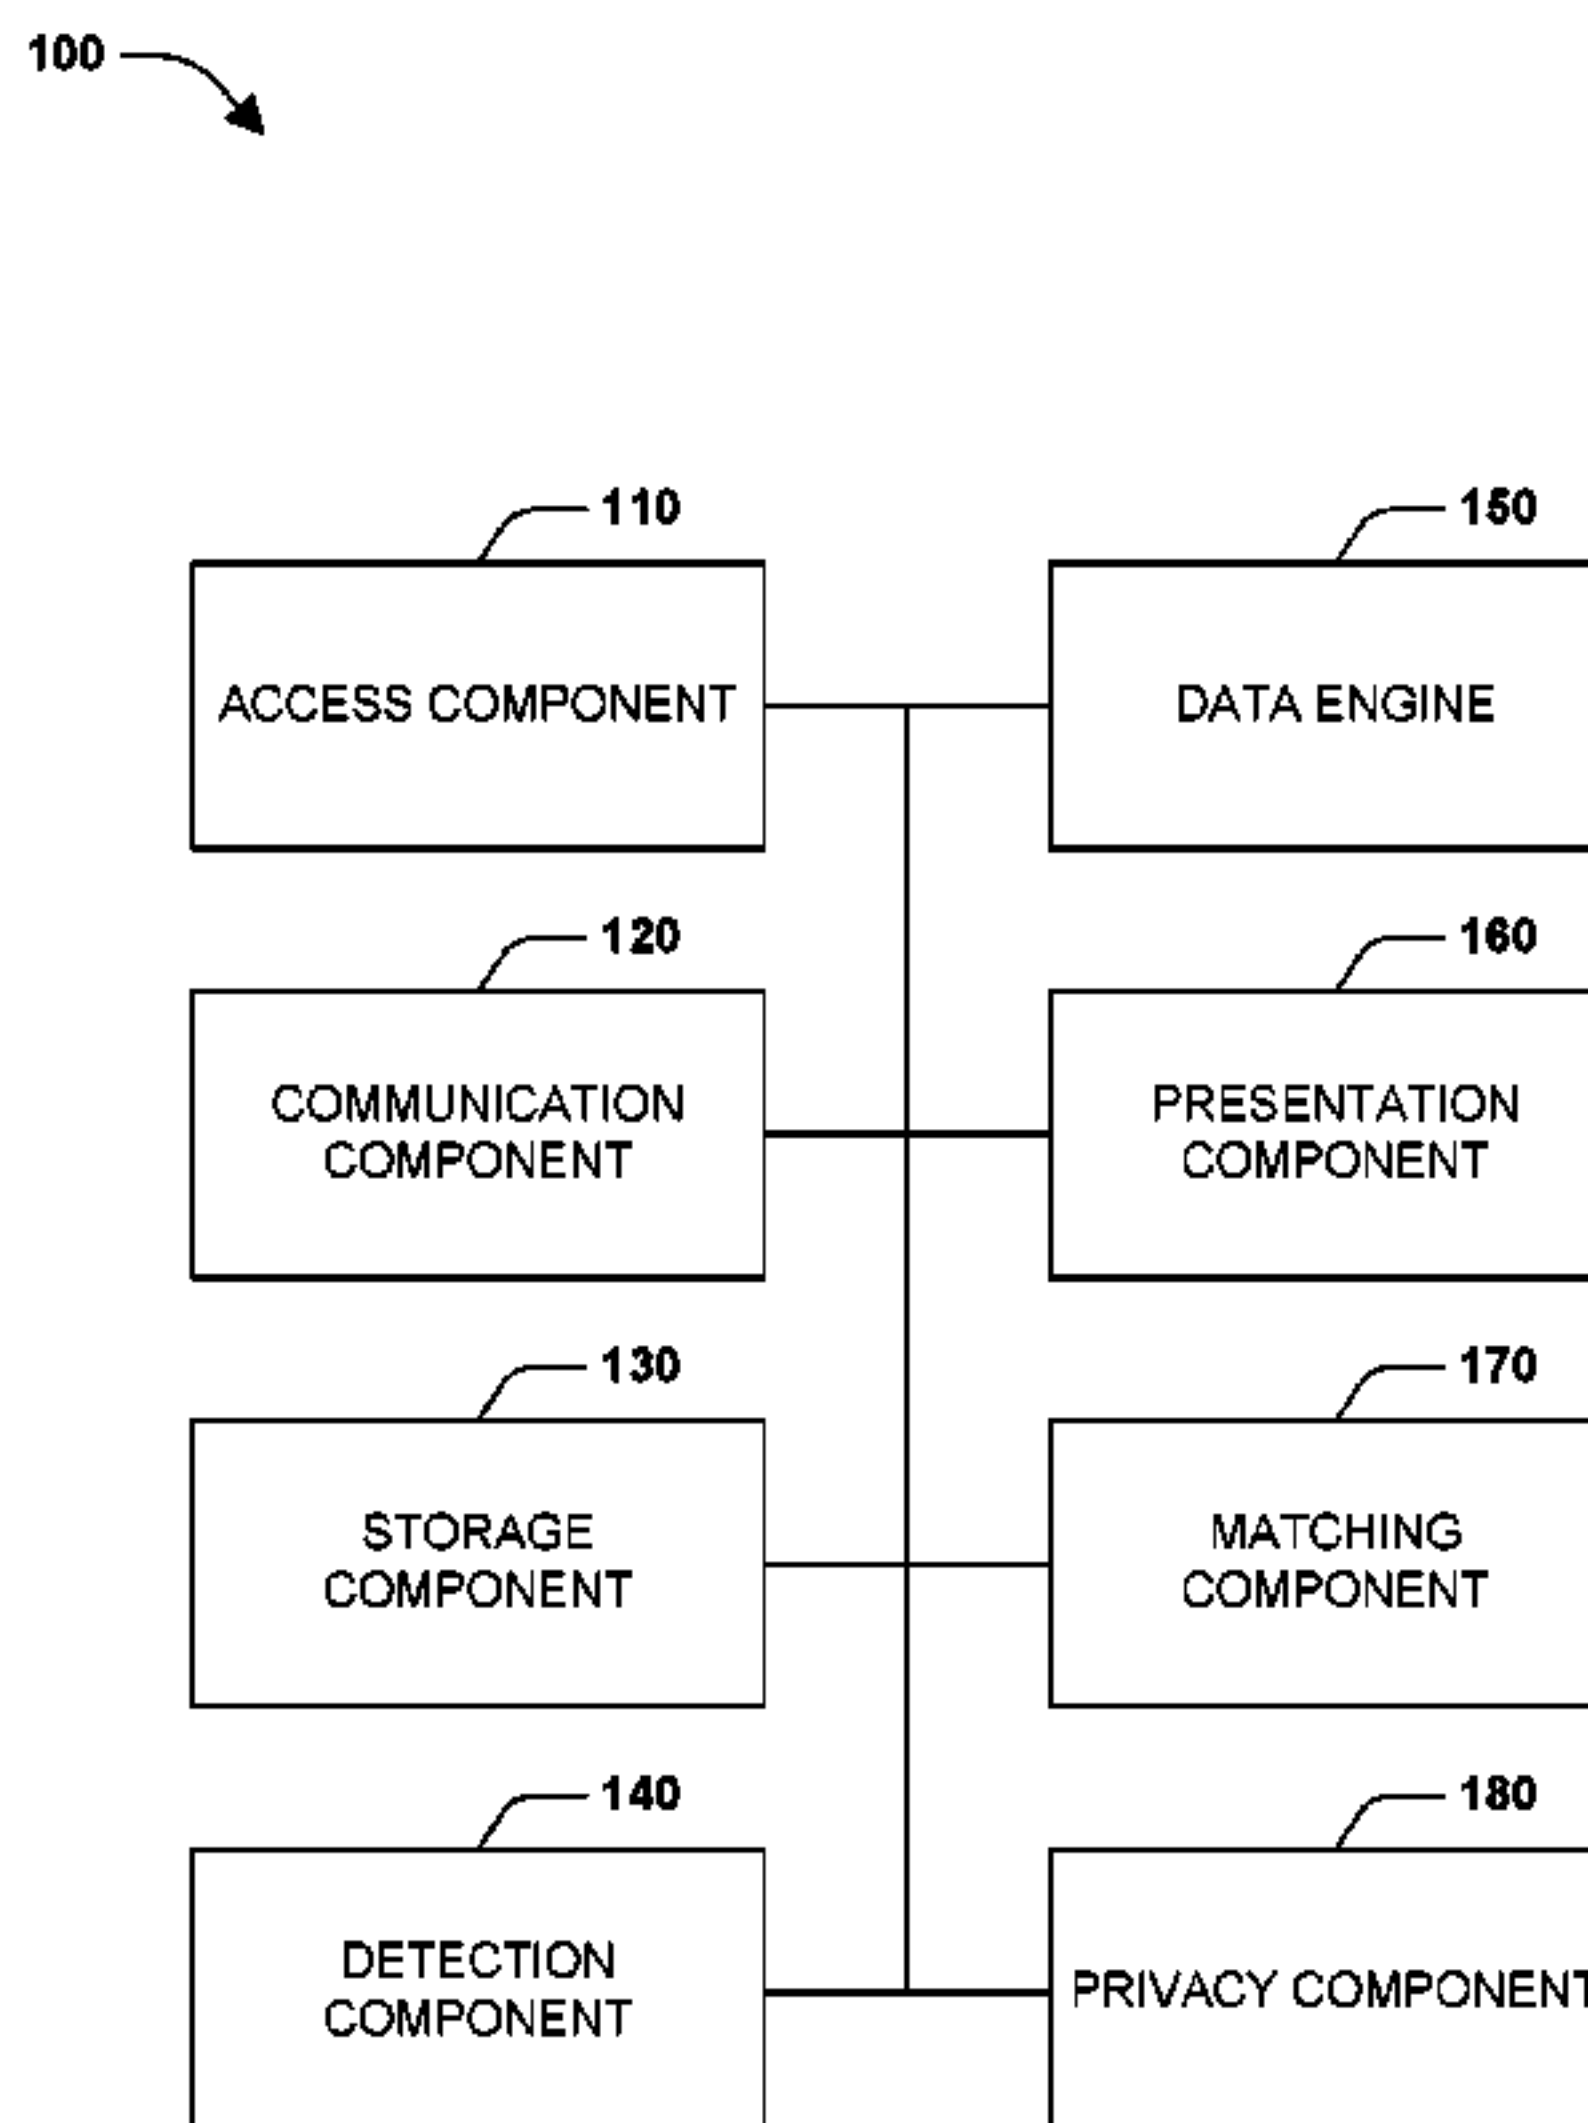 100
110
150
ACCESS COMPONENT
DATA ENGINE
120
160
COMMUNICATION
COMPONENT
PRESENTATION
COMPONENT
130
170
STORAGE
COMPONENT
MATCHING
COMPONENT
140
180
DETECTION
COMPONENT
PRIVACY COMPONENT